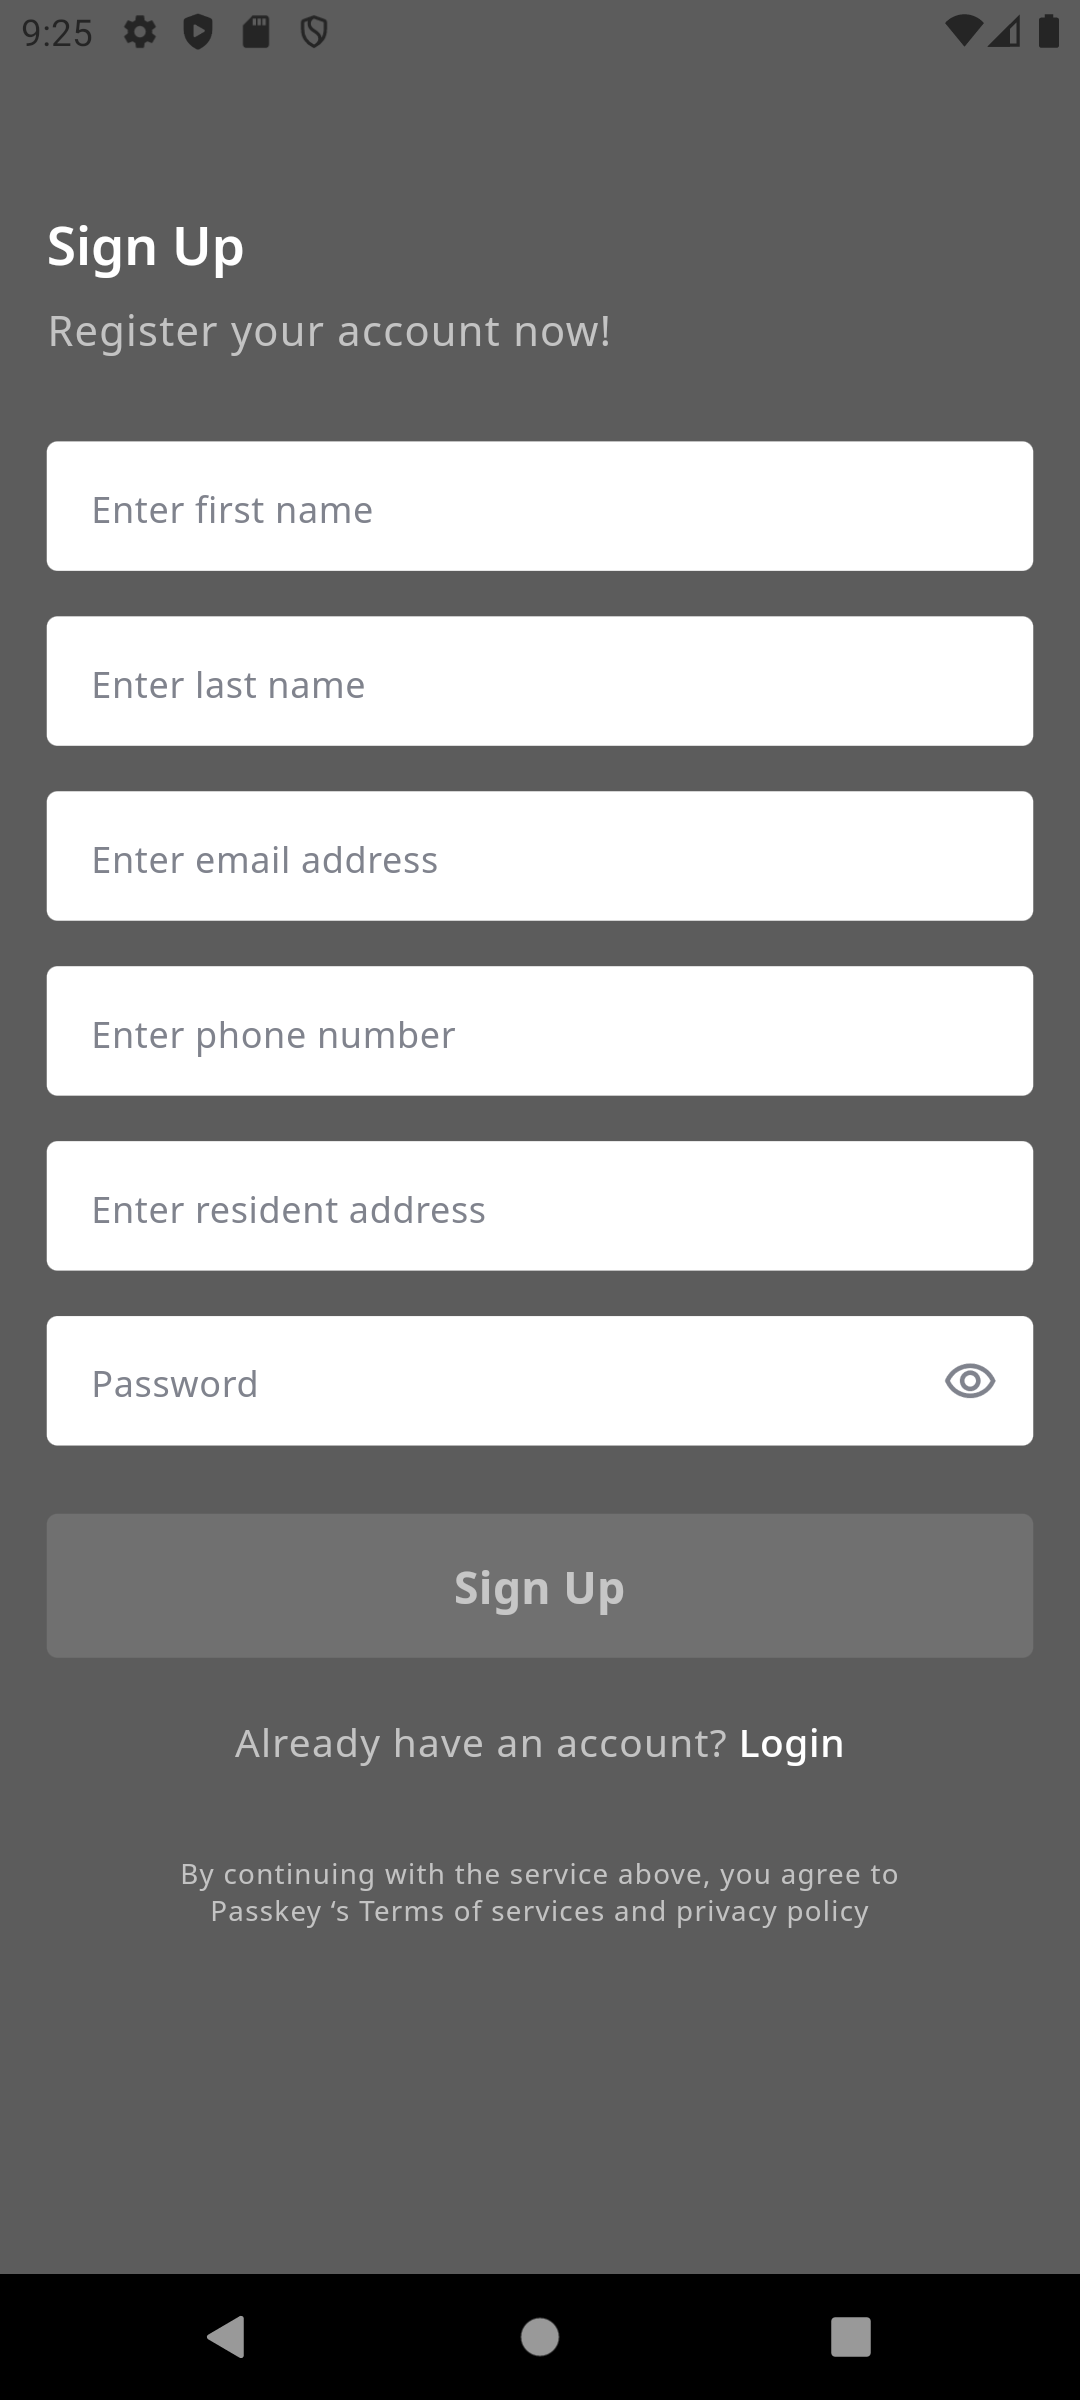 9:25
Sign Up
Register your account now!
Enter first name
Enter last name
Enter email address
Enter phone number
Enter resident address
Password
Sign Up
Already have an account? Login
By continuing with the service above, you agree to
Passkey ‘s Terms of services and privacy policy